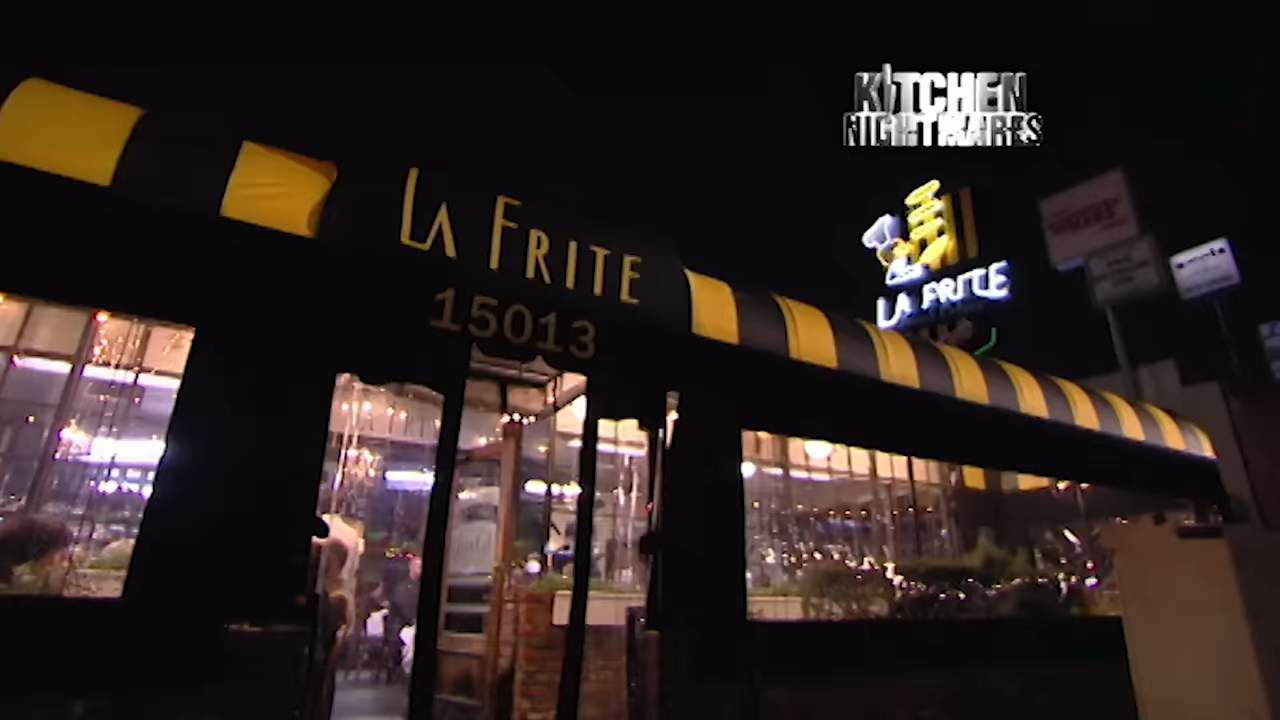 KITCHEN
NIGHTMARES
LA FRITE
15013
LA FRITE